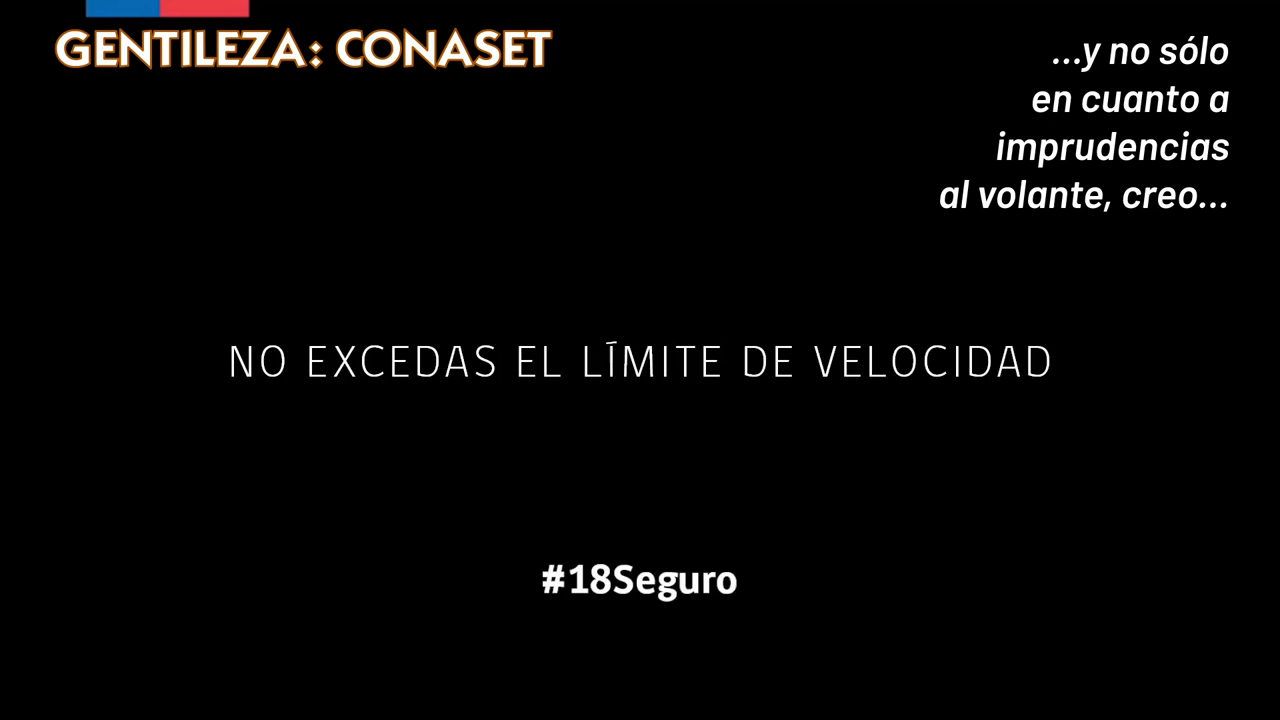 GENTILEZA: CONASET
...y no sólo
en cuanto a
imprudencias
al volante, creo...
NO EXCEDAS EL LÍMITE DE VELOCIDAD
#18Seguro